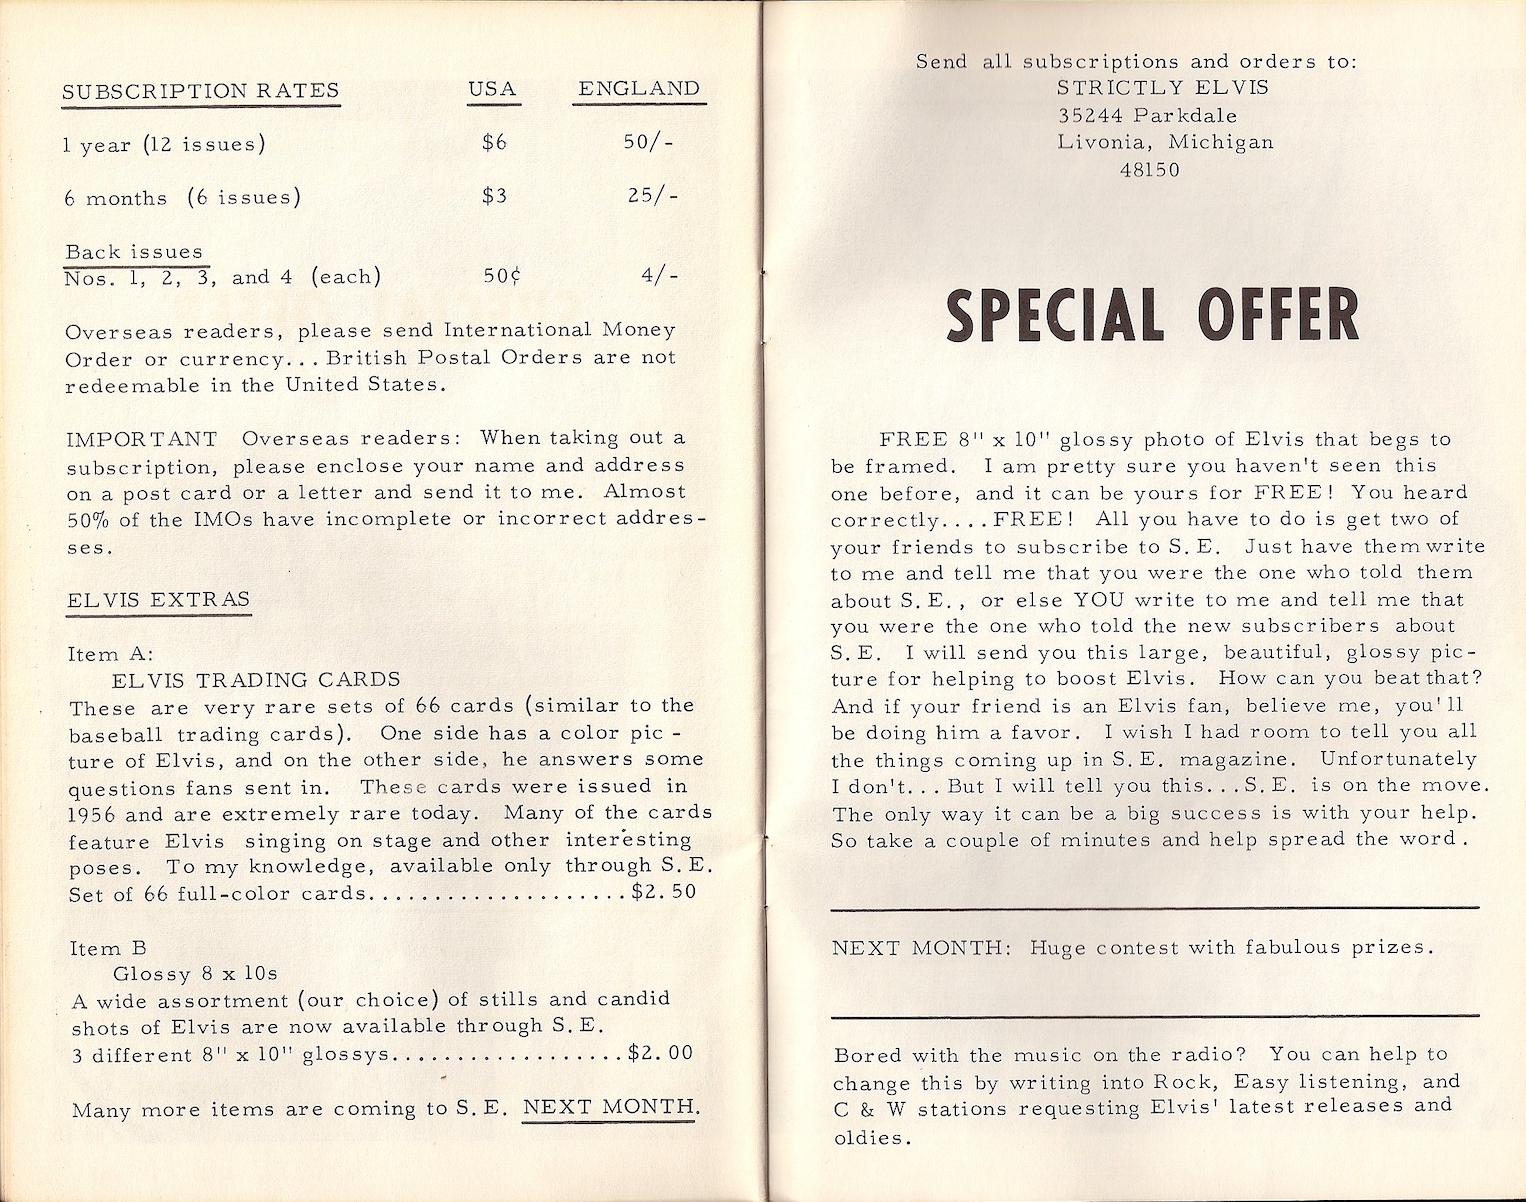 SUBSCRIPTION RATES USA ENGLAND
1 year (12 issues) $6 50/-
6 months (6 issues) $3 25/-
Back issues
Nos. 1, 2, 3, and 4 (each) 50¢ 4/-
Overseas readers, please send International Money
Order or currency... British Postal Orders are not
redeemable in the United States.
IMPORTANT Overseas readers: When taking out a
subscription, please enclose your name and address
on a post card or a letter and send it to me. Almost
50% of the IMOs have incomplete or incorrect addres-
ses.
ELVIS EXTRAS
Item A:
ELVIS TRADING CARDS
These are very rare sets of 66 cards (similar to the
baseball trading cards). One side has a color pic -
ture of Elvis, and on the other side, he answers some
questions fans sent in. These cards were issued in
1956 and are extremely rare today. Many of the cards
feature Elvis singing on stage and other interesting
poses. To my knowledge, available only through S.E.
Set of 66 full-color cards....................$2.50
Item B
Glossy 8 x 10s
A wide assortment (our choice) of stills and candid
shots of Elvis are now available through S.E.
3 different 8" x 10" glossys..................$2.00
Many more items are coming to S.E. NEXT MONTH.
Send all subscriptions and orders to:
STRICTLY ELVIS
35244 Parkdale
Livonia, Michigan
48150
SPECIAL OFFER
FREE 8" x 10" glossy photo of Elvis that begs to
be framed. I am pretty sure you haven't seen this
one before, and it can be yours for FREE! You heard
correctly....FREE! All you have to do is get two of
your friends to subscribe to S.E. Just have them write
to me and tell me that you were the one who told them
about S.E., or else YOU write to me and tell me that
you were the one who told the new subscribers about
S.E. I will send you this large, beautiful, glossy pic-
ture for helping to boost Elvis. How can you beat that?
And if your friend is an Elvis fan, believe me, you'll
be doing him a favor. I wish I had room to tell you all
the things coming up in S.E. magazine. Unfortunately
I don't... But I will tell you this...S.E. is on the move.
The only way it can be a big success is with your help.
So take a couple of minutes and help spread the word.
NEXT MONTH: Huge contest with fabulous prizes.
Bored with the music on the radio? You can help to
change this by writing into Rock, Easy listening, and
C & W stations requesting Elvis' latest releases and
oldies.